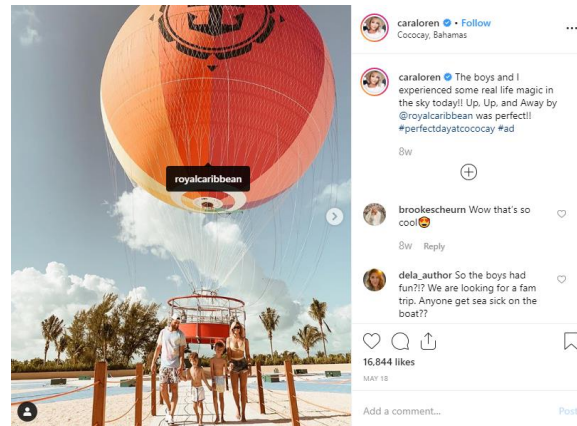 caraloren • Follow
Cococay, Bahamas
caraloren The boys and I
experienced some real life magic in
the sky today!! Up, Up, and Away by
@royalcaribbean was perfect!!
#perfectdayatcococay #ad
8w
royalcaribbean
brookescheurn Wow that's so
cool😍
8w Reply
dela_author So the boys had
fun?!? We are looking for a fam
trip. Anyone get sea sick on the
boat??
16,844 likes
MAY 18
Add a comment...
Post